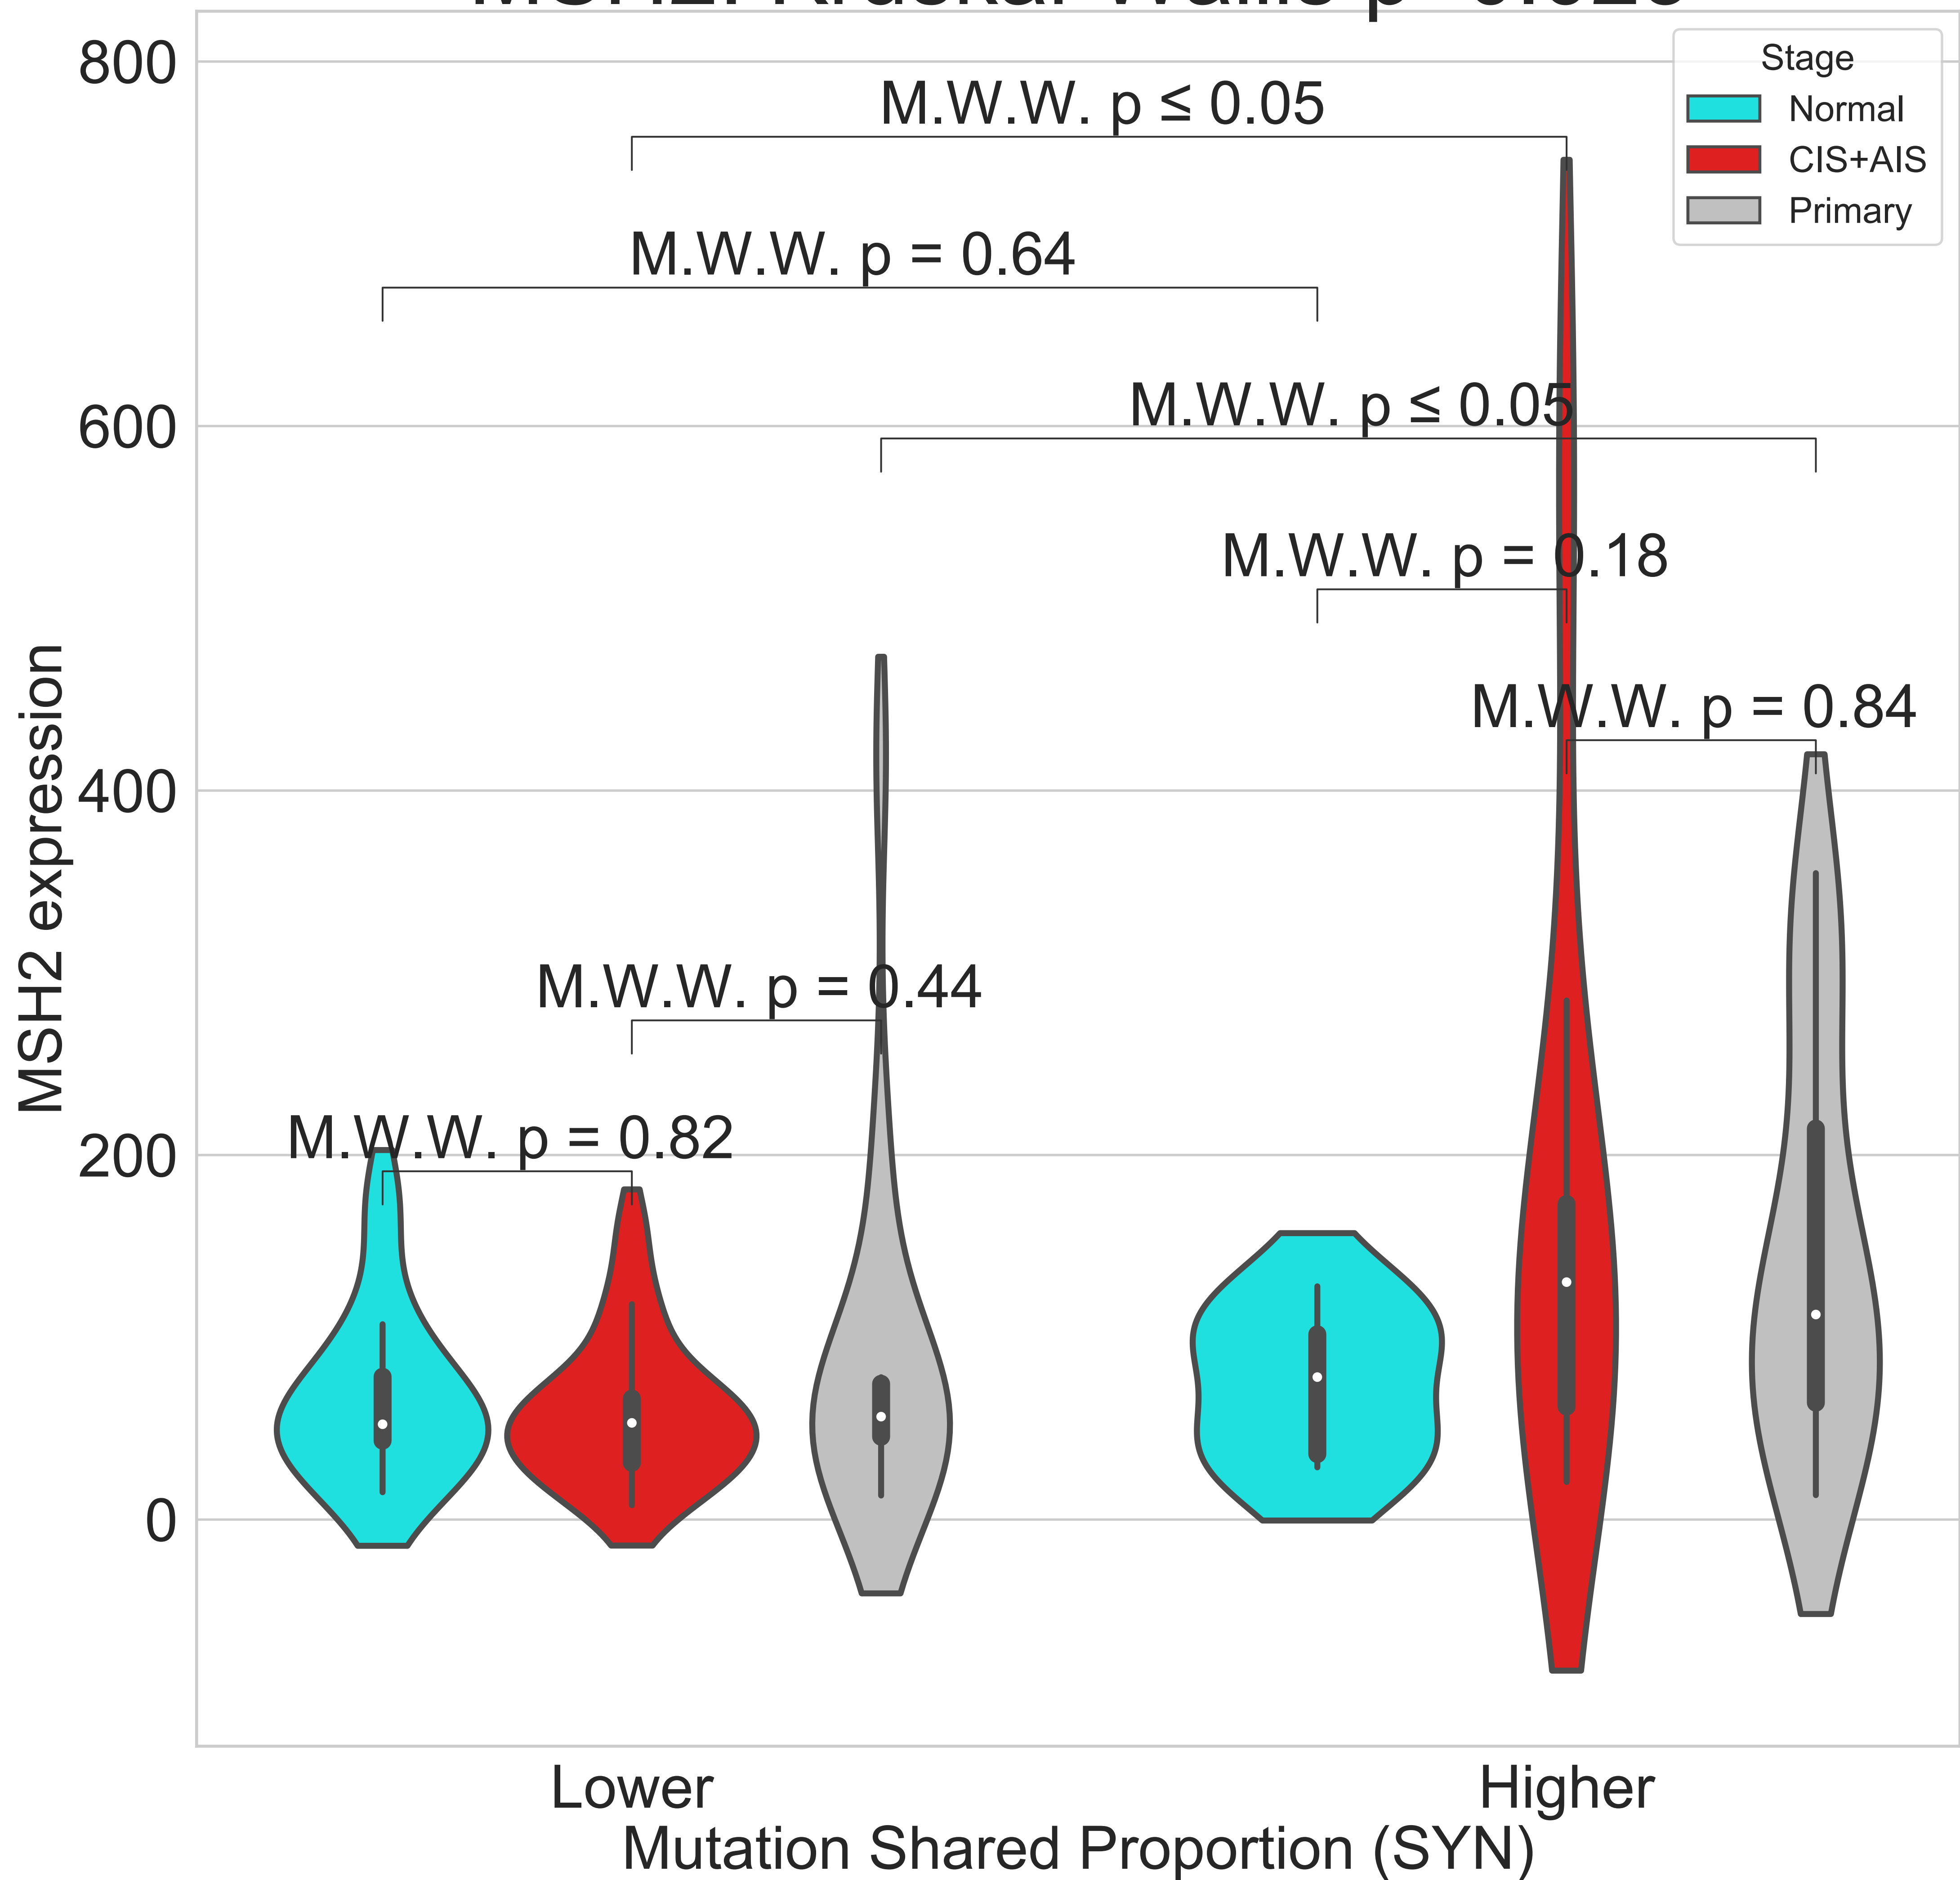 800
600
400
200
0
MSH2 expression
Stage
Normal
CIS+AIS
Primary
M.W.W. p ≤ 0.05
M.W.W. p = 0.64
M.W.W. p ≤ 0.05
M.W.W. p = 0.18
M.W.W. p = 0.84
M.W.W. p = 0.44
M.W.W. p = 0.82
Lower
Higher
Mutation Shared Proportion (SYN)